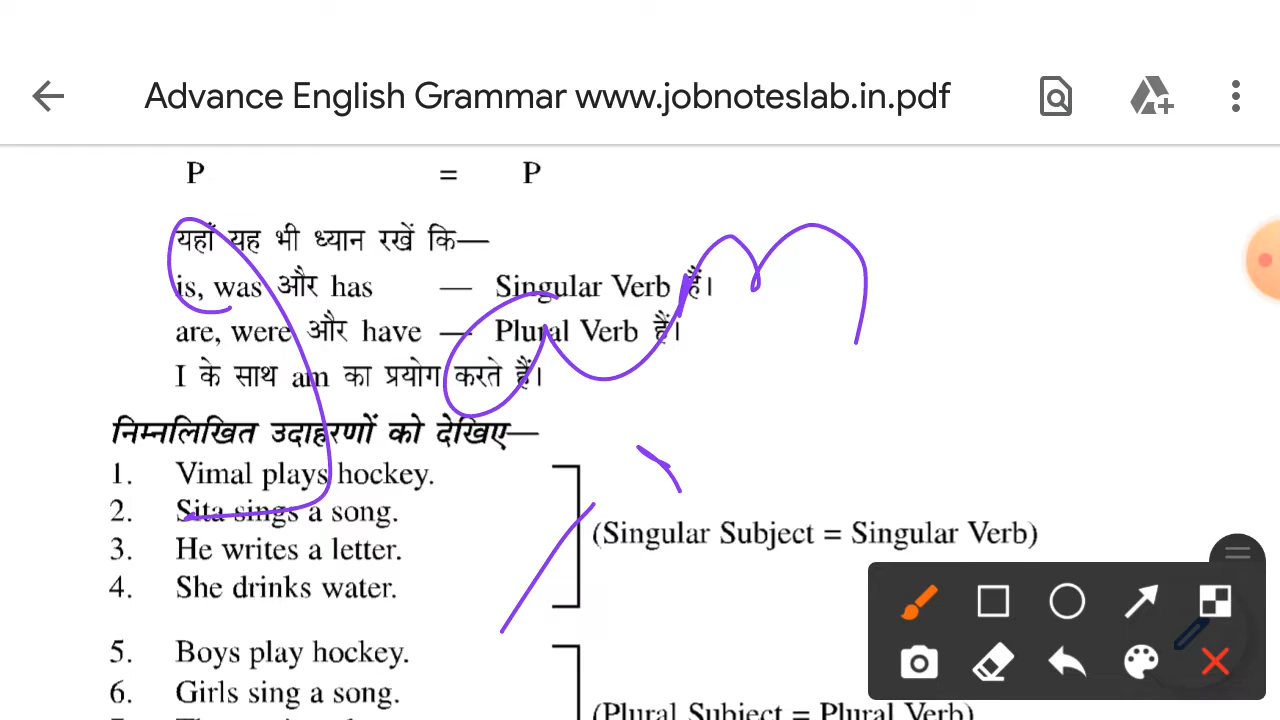 Advance English Grammar www.jobnoteslab.in.pdf
P = P
यहाँ यह भी ध्यान रखें कि—
is, was और has — Singular Verb हैं।
are, were और have — Plural Verb हैं।
I के साथ am का प्रयोग करते हैं।
निम्नलिखित उदाहरणों को देखिए—
1. Vimal plays hockey.
2. Sita sings a song.
3. He writes a letter.
4. She drinks water.
(Singular Subject = Singular Verb)
5. Boys play hockey.
6. Girls sing a song.
(Plural Subject = Plural Verb)